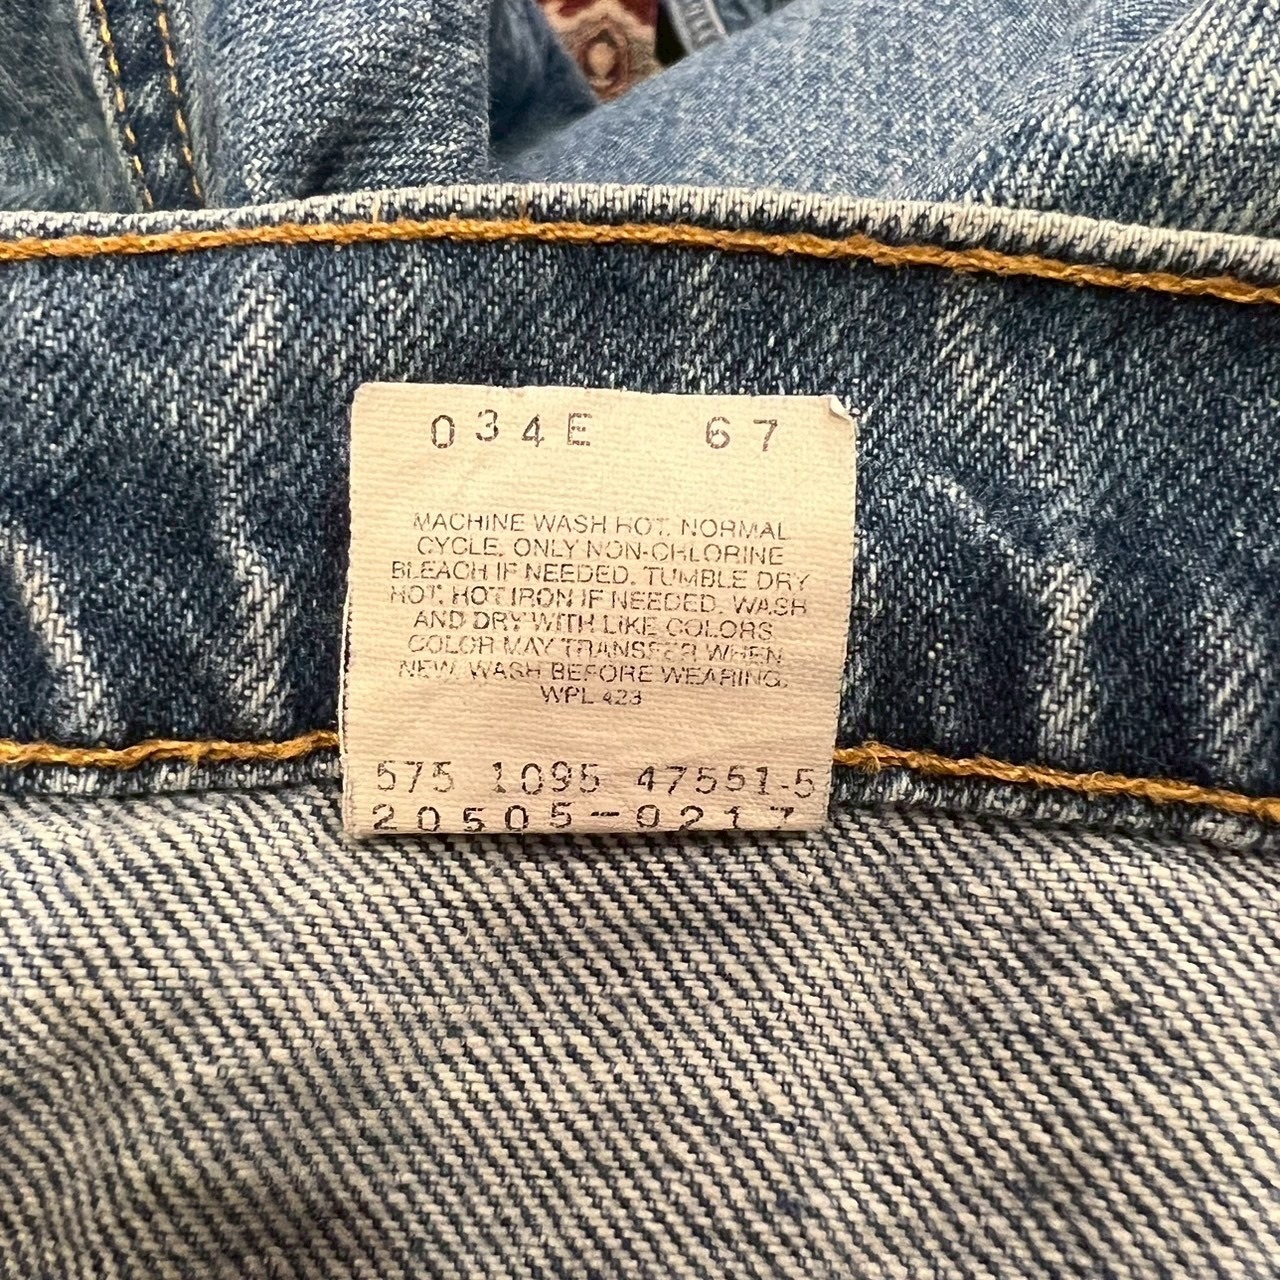 034E 67
MACHINE WASH HOT, NORMAL
CYCLE, ONLY NON-CHLORINE
BLEACH IF NEEDED. TUMBLE DRY
HOT. HOT IRON IF NEEDED. WASH
AND DRY WITH LIKE COLORS
COLOR MAY TRANSFER WHEN
NEW. WASH BEFORE WEARING.
WPL 423
575 1095 47551-5
20505-0217